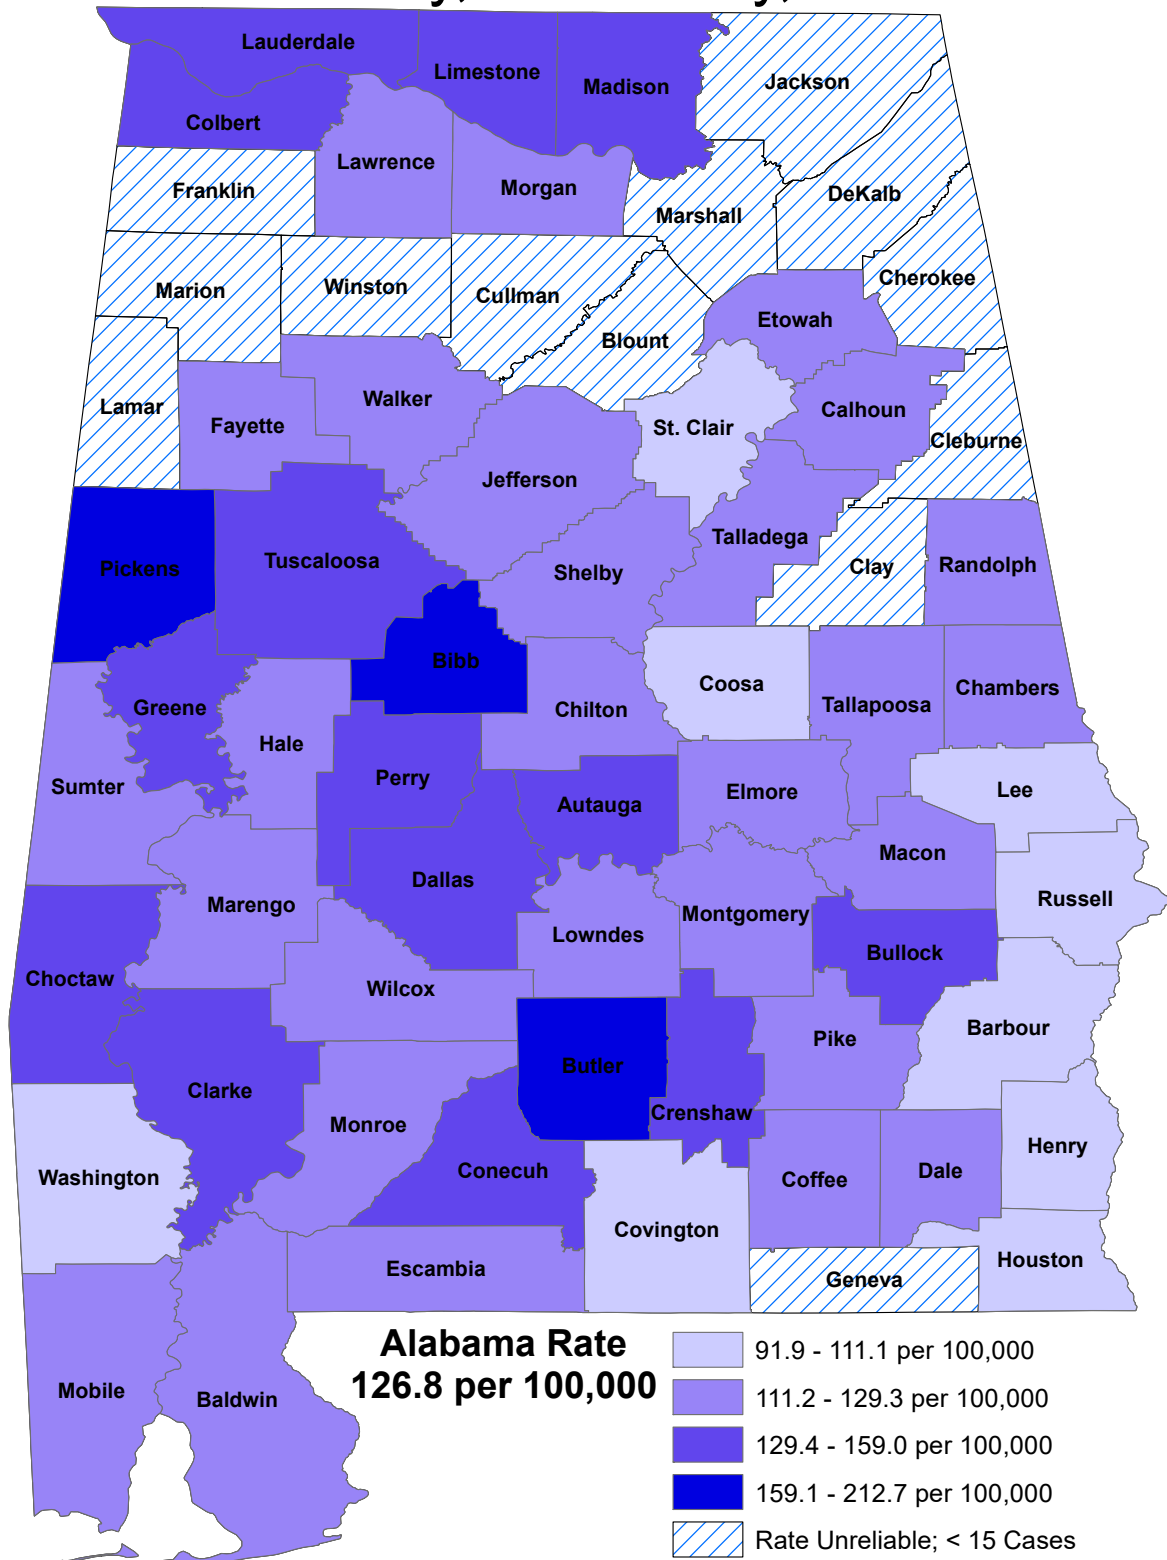 Lauderdale
Limestone
Madison
Jackson
Colbert
Lawrence
Franklin
Morgan
DeKalb
Marshall
Cherokee
Marion
Winston
Cullman
Etowah
Blount
Lamar
Walker
Calhoun
Fayette
St. Clair
Cleburne
Jefferson
Talladega
Pickens
Tuscaloosa
Shelby
Clay
Randolph
Bibb
Coosa
Chambers
Greene
Chilton
Tallapoosa
Hale
Sumter
Perry
Autauga
Elmore
Lee
Macon
Dallas
Marengo
Montgomery
Russell
Lowndes
Bullock
Choctaw
Wilcox
Barbour
Pike
Butler
Clarke
Crenshaw
Monroe
Henry
Washington
Conecuh
Coffee
Dale
Covington
Escambia
Geneva
Houston
Mobile
Baldwin
Alabama Rate
126.8 per 100,000
91.9 - 111.1 per 100,000
111.2 - 129.3 per 100,000
129.4 - 159.0 per 100,000
159.1 - 212.7 per 100,000
Rate Unreliable; < 15 Cases